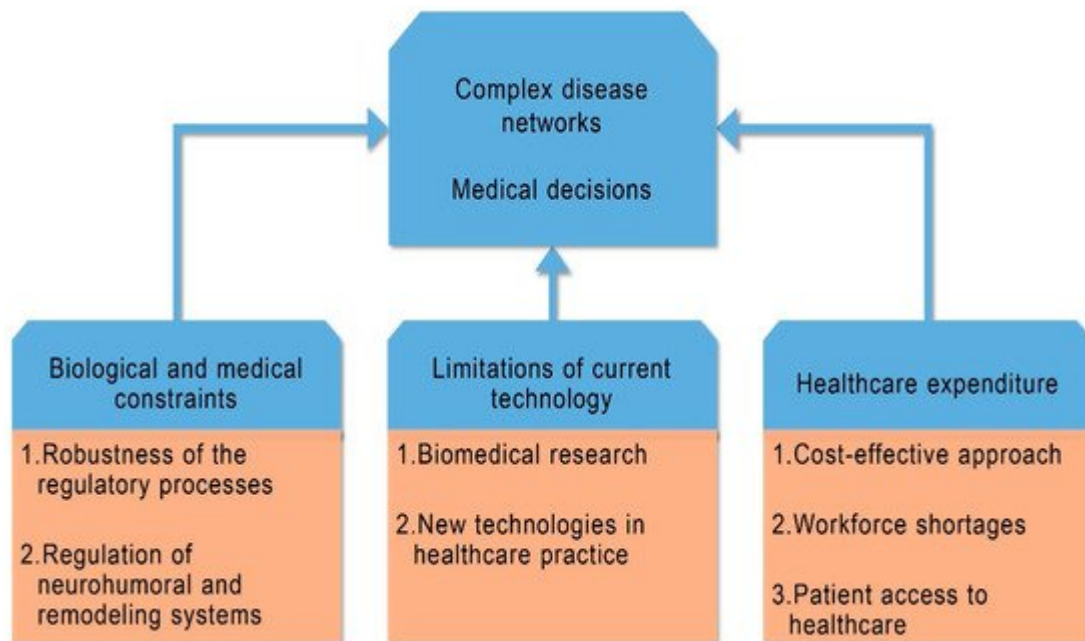 Complex disease
networks
Medical decisions
Biological and medical
constraints
1.Robustness of the
regulatory processes
2.Regulation of
neurohumoral and
remodeling systems
Limitations of current
technology
1.Biomedical research
2.New technologies in
healthcare practice
Healthcare expenditure
1.Cost-effective approach
2.Workforce shortages
3.Patient access to
healthcare